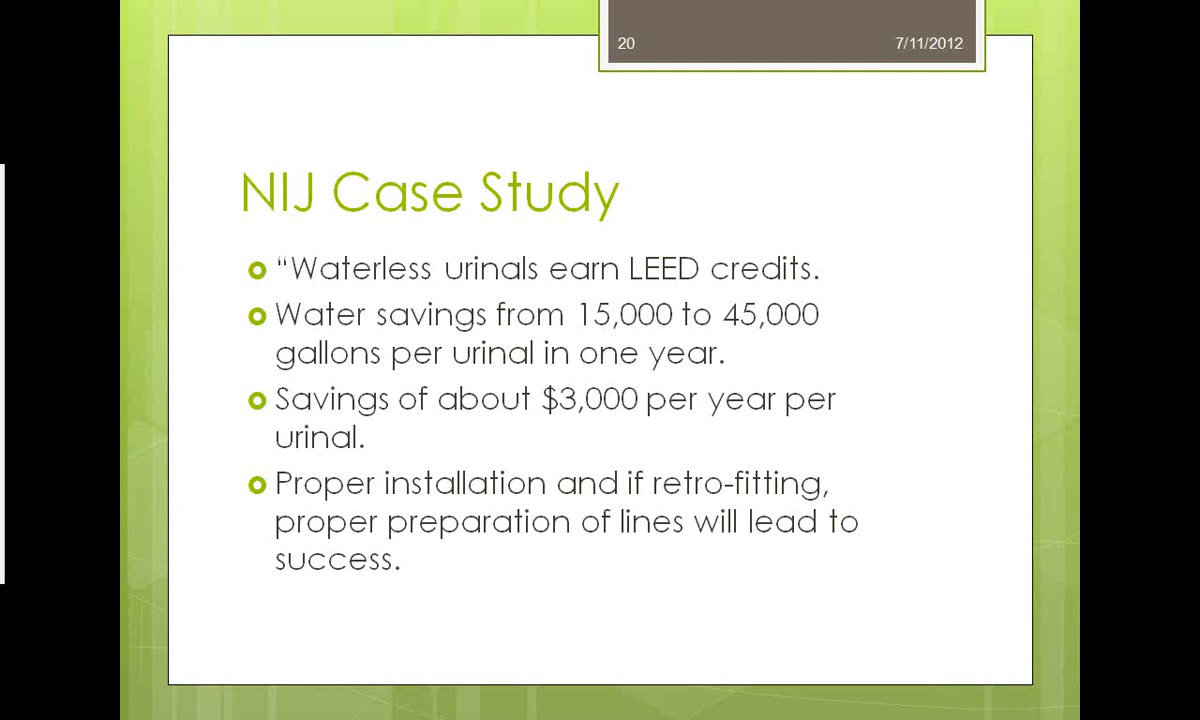 20 7/11/2012
NIJ Case Study
“Waterless urinals earn LEED credits.
Water savings from 15,000 to 45,000
gallons per urinal in one year.
Savings of about $3,000 per year per
urinal.
Proper installation and if retro-fitting,
proper preparation of lines will lead to
success.